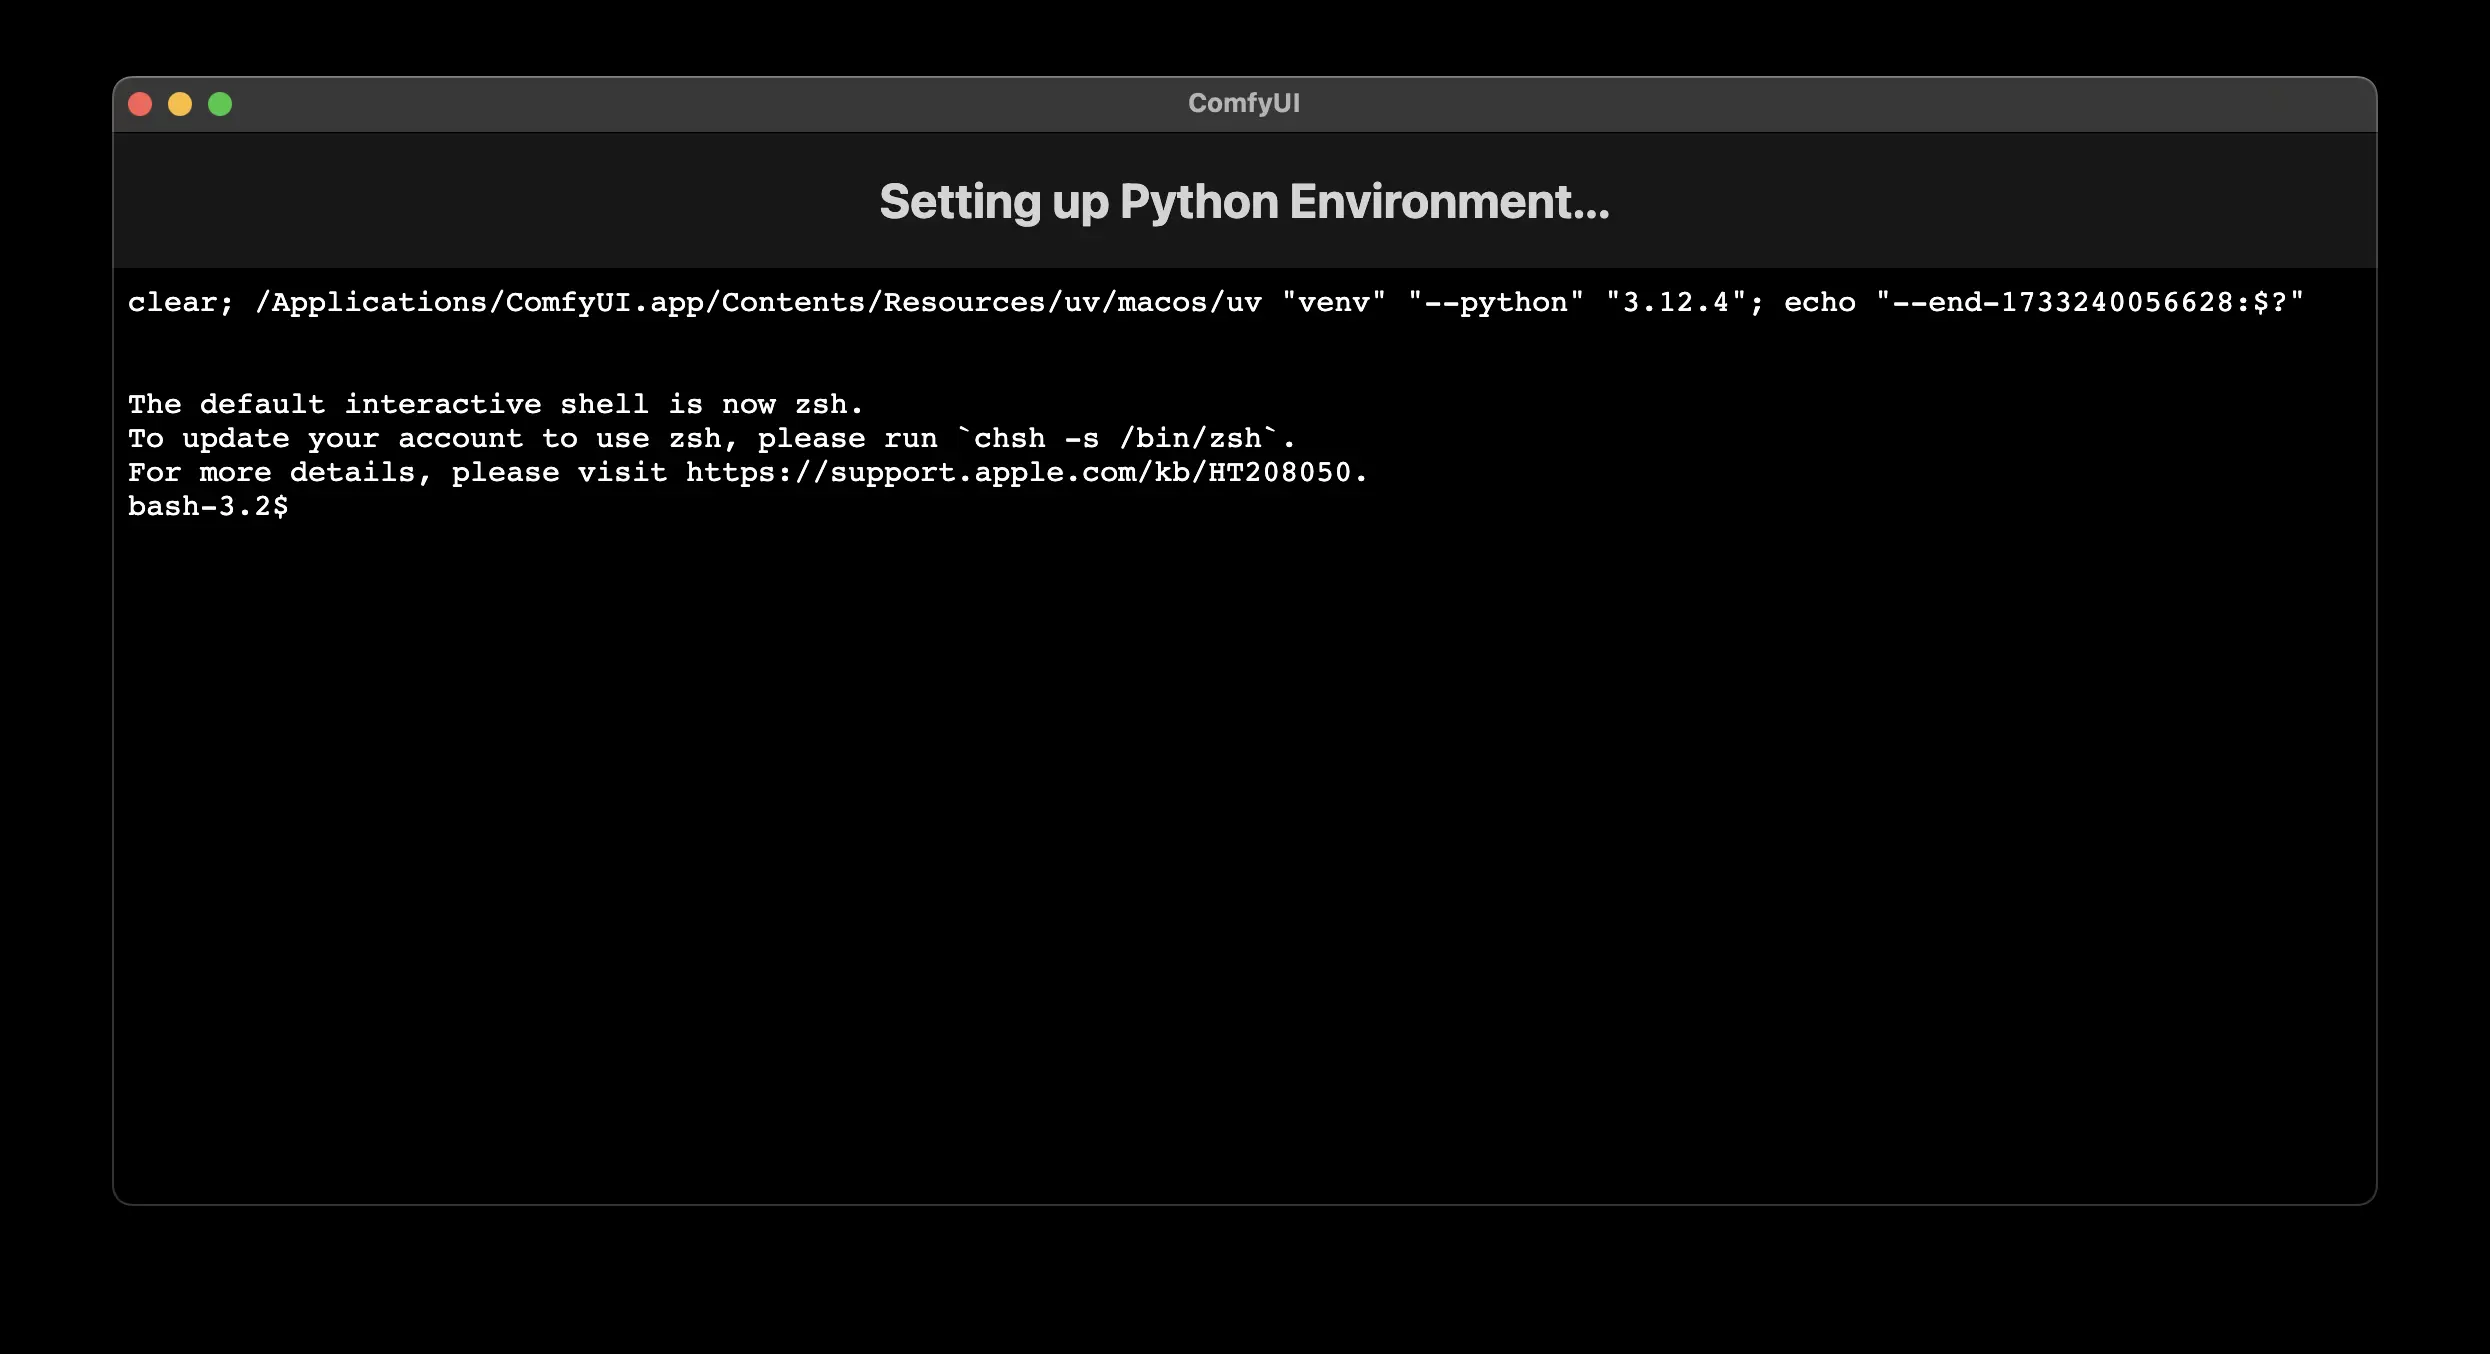 ComfyUI
Setting up Python Environment...
clear; /Applications/ComfyUI.app/Contents/Resources/uv/macos/uv "venv" "--python" "3.12.4"; echo "--end-1733240056628:$?"
The default interactive shell is now zsh.
To update your account to use zsh, please run `chsh -s /bin/zsh`.
For more details, please visit https://support.apple.com/kb/HT208050.
bash-3.2$